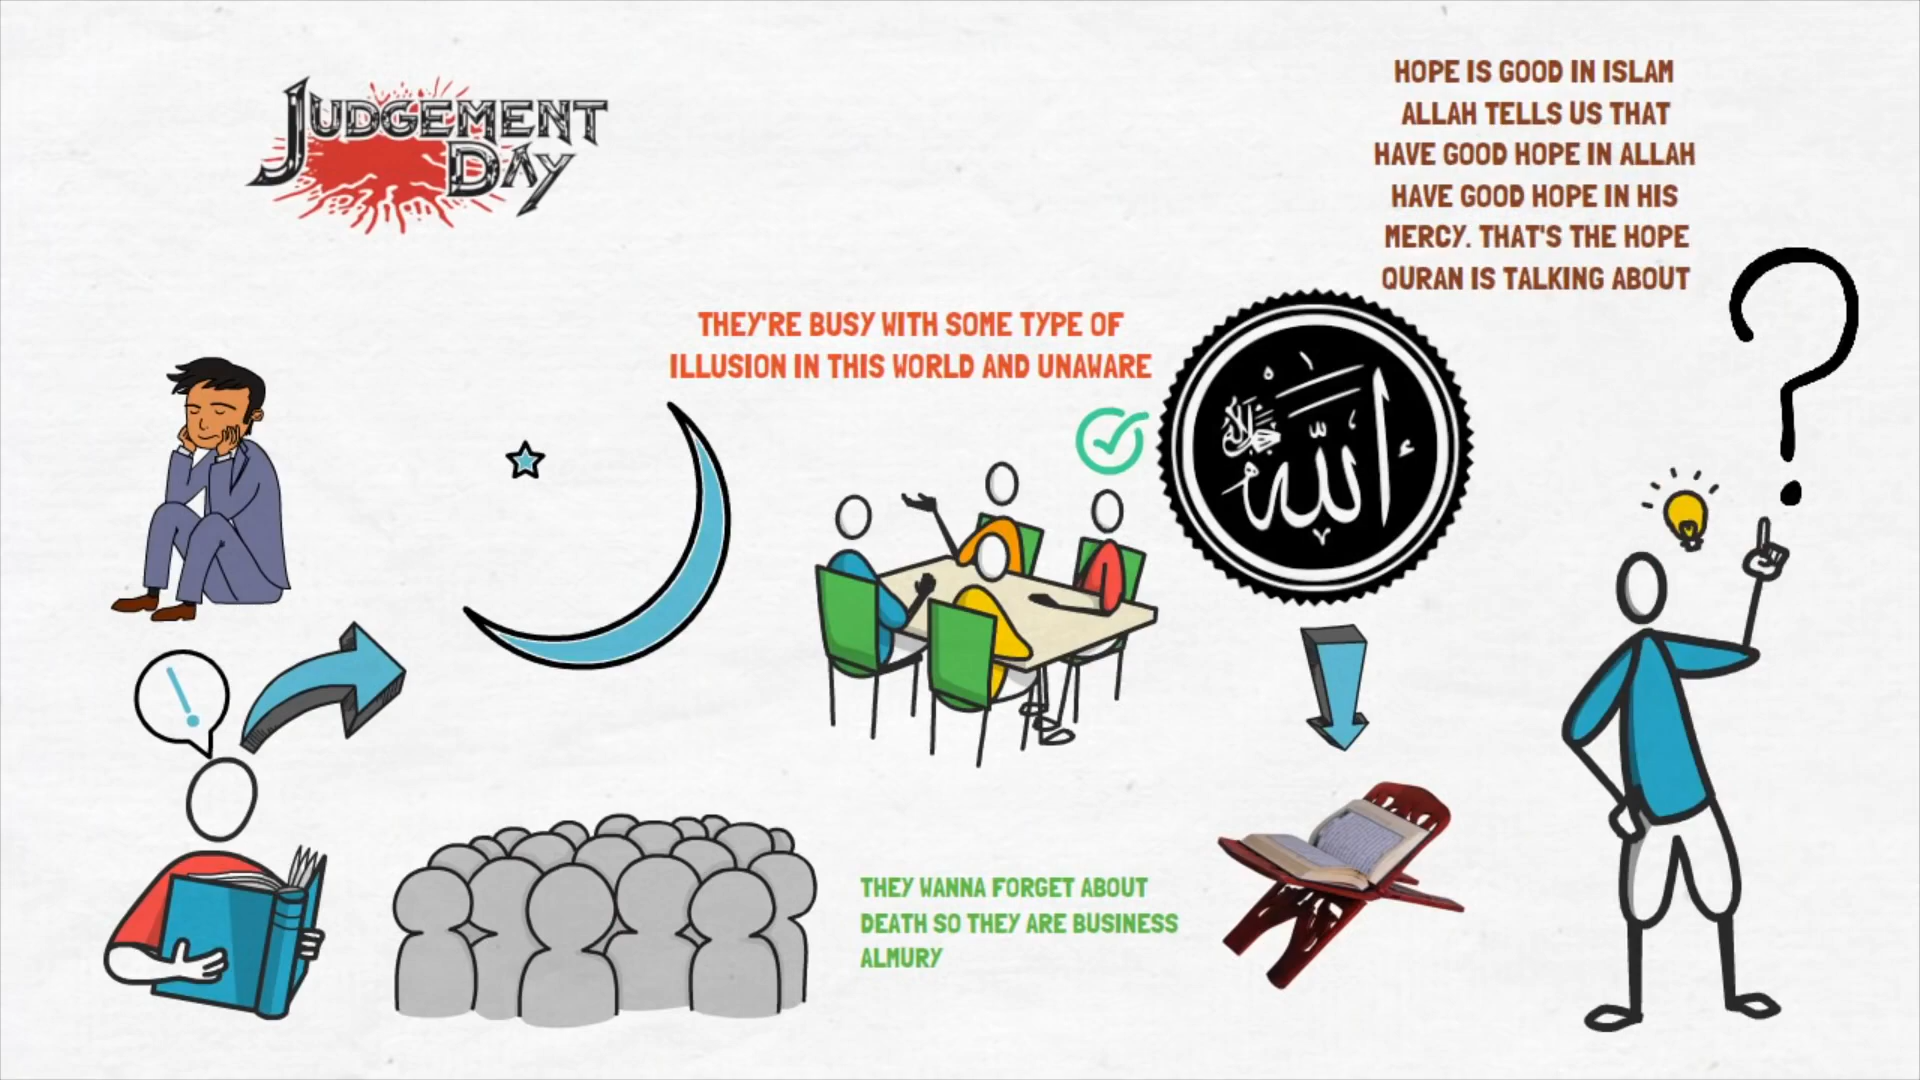 JUDGEMENT
DAY
HOPE IS GOOD IN ISLAM
ALLAH TELLS US THAT
HAVE GOOD HOPE IN ALLAH
HAVE GOOD HOPE IN HIS
MERCY. THAT'S THE HOPE
QURAN IS TALKING ABOUT
THEY'RE BUSY WITH SOME TYPE OF
ILLUSION IN THIS WORLD AND UNAWARE
الله
جلاله
THEY WANNA FORGET ABOUT
DEATH SO THEY ARE BUSINESS
ALMURY